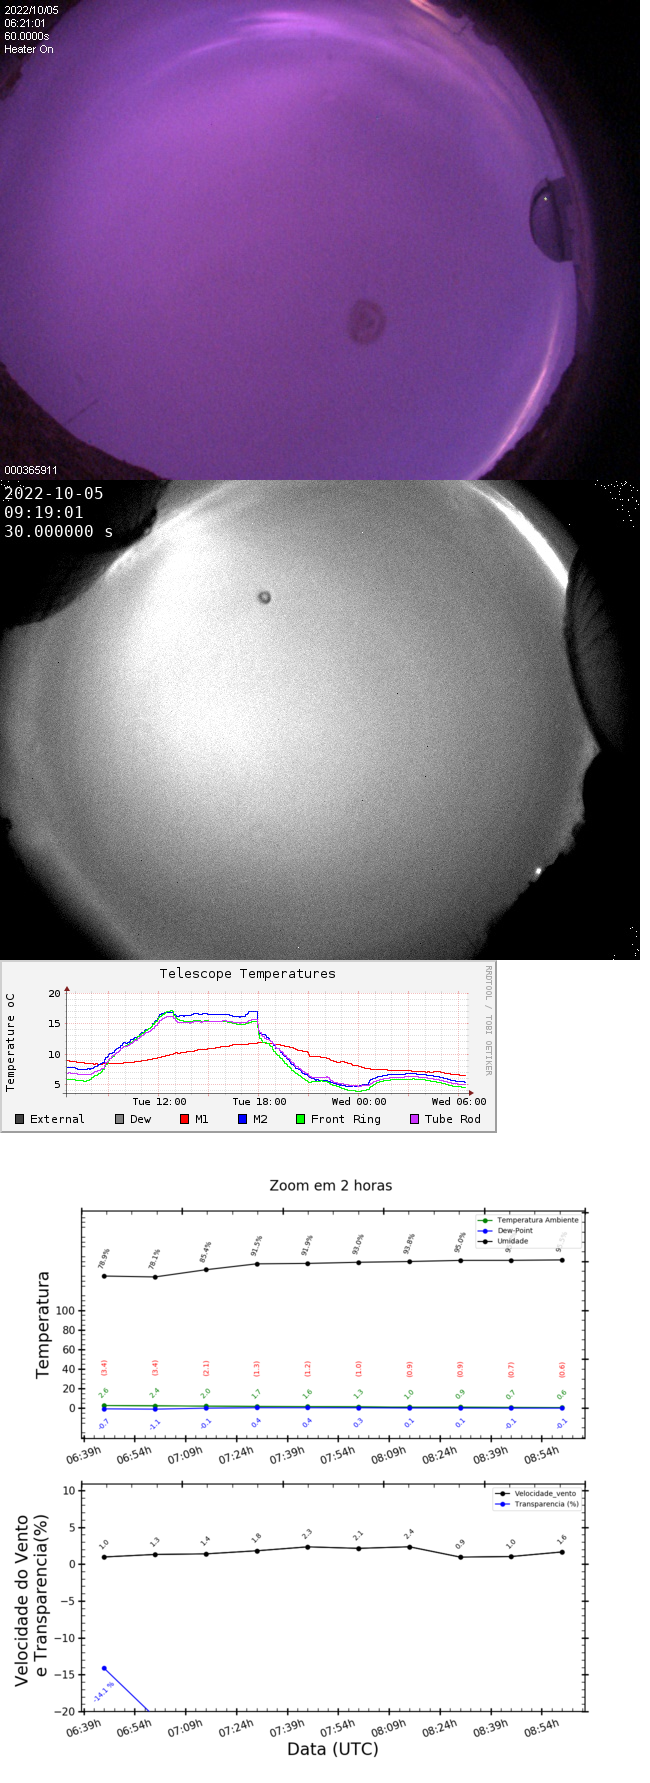 2022/10/05
06:21:01
60.0000s
Heater On
000365911
2022-10-05
09:19:01
30.000000 s
Telescope Temperatures
RRDTOOL / TOBI OETIKER
Temperature oC
20
15
10
5
Tue 12:00 Tue 18:00 Wed 00:00 Wed 06:00
External Dew M1 M2 Front Ring Tube Rod
Zoom em 2 horas
Temperatura Ambiente
Dew-Point
Umidade
78.9% 78.1% 85.4% 91.5% 91.9% 93.0% 93.8% 95.0%
Temperatura
100
80
60
40
20
0
(3.4) (3.4) (2.1) (1.3) (1.2) (1.0) (0.9) (0.9) (0.7) (0.6)
2.6 2.4 2.0 1.7 1.6 1.3 1.0 0.9 0.7 0.6
-0.7 -1.1 -0.1 0.4 0.4 0.3 0.1 0.1 -0.1 -0.1
06:39h 06:54h 07:09h 07:24h 07:39h 07:54h 08:09h 08:24h 08:39h 08:54h
Velocidade_vento
Transparencia (%)
Velocidade do Vento
e Transparencia(%)
10
5
0
−5
−10
−15
−20
1.0 1.3 1.4 1.8 2.3 2.1 2.4 0.9 1.0 1.6
-14.1 %
06:39h 06:54h 07:09h 07:24h 07:39h 07:54h 08:09h 08:24h 08:39h 08:54h
Data (UTC)